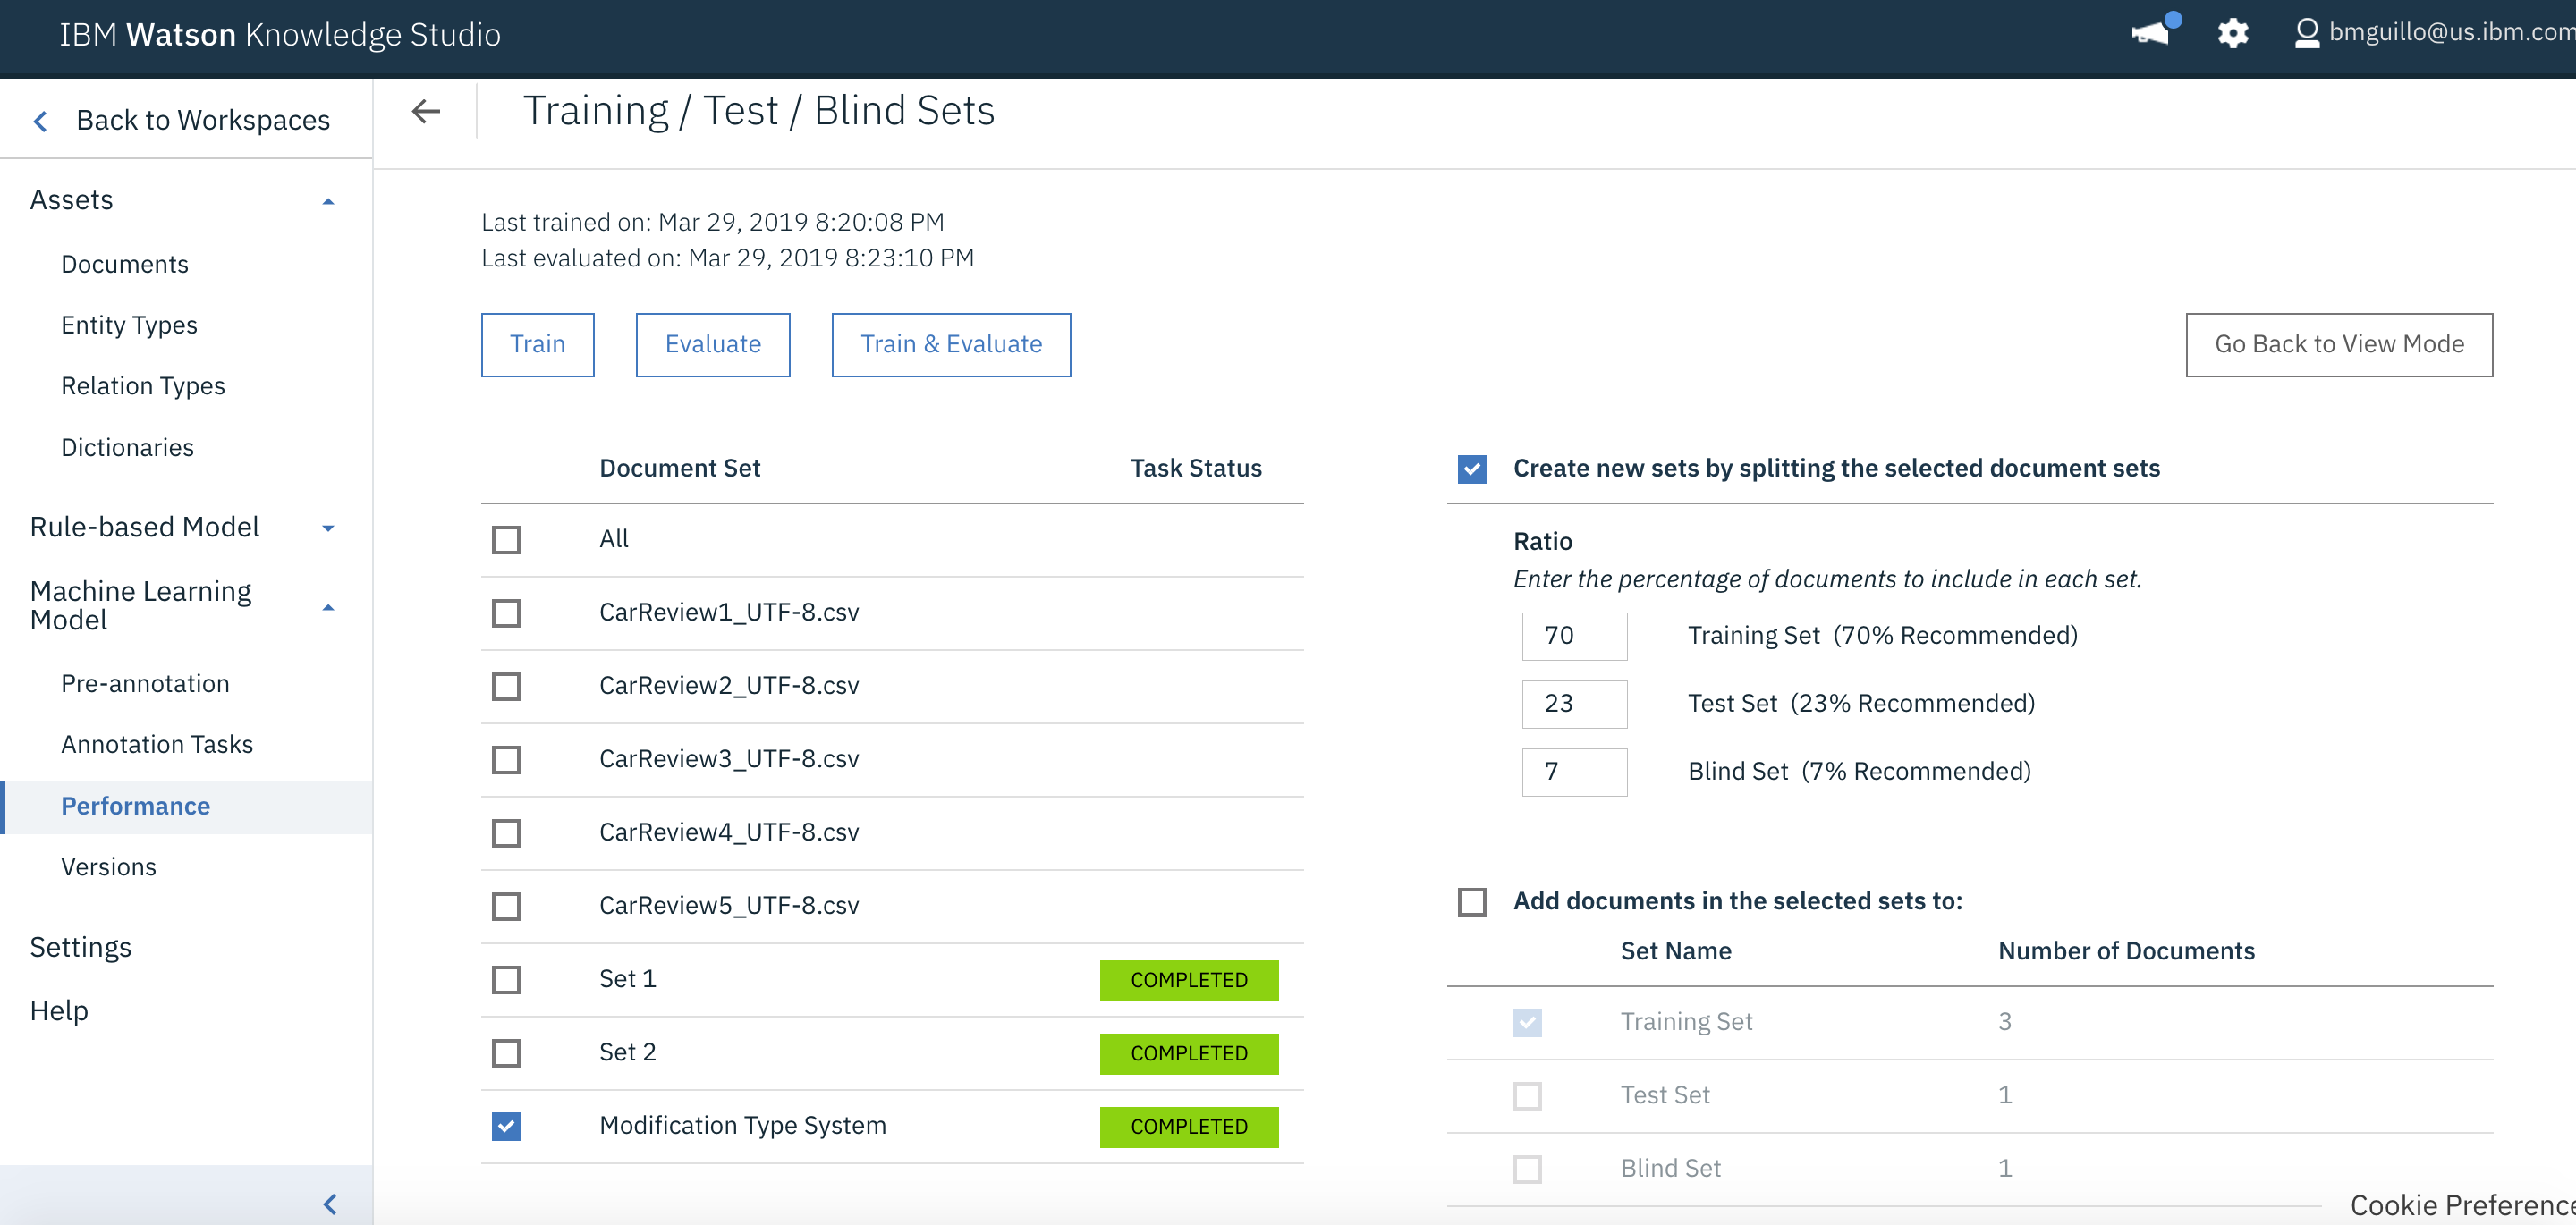 IBM Watson Knowledge Studio
bmguillo@us.ibm.com
Back to Workspaces
Training / Test / Blind Sets
Assets
Documents
Entity Types
Relation Types
Dictionaries
Rule-based Model
Machine Learning
Model
Pre-annotation
Annotation Tasks
Performance
Versions
Settings
Help
Last trained on: Mar 29, 2019 8:20:08 PM
Last evaluated on: Mar 29, 2019 8:23:10 PM
Train
Evaluate
Train & Evaluate
Go Back to View Mode
Document Set
Task Status
All
CarReview1_UTF-8.csv
CarReview2_UTF-8.csv
CarReview3_UTF-8.csv
CarReview4_UTF-8.csv
CarReview5_UTF-8.csv
Set 1 COMPLETED
Set 2 COMPLETED
Modification Type System COMPLETED
Create new sets by splitting the selected document sets
Ratio
Enter the percentage of documents to include in each set.
70 Training Set (70% Recommended)
23 Test Set (23% Recommended)
7 Blind Set (7% Recommended)
Add documents in the selected sets to:
Set Name Number of Documents
Training Set 3
Test Set 1
Blind Set 1
Cookie Preference